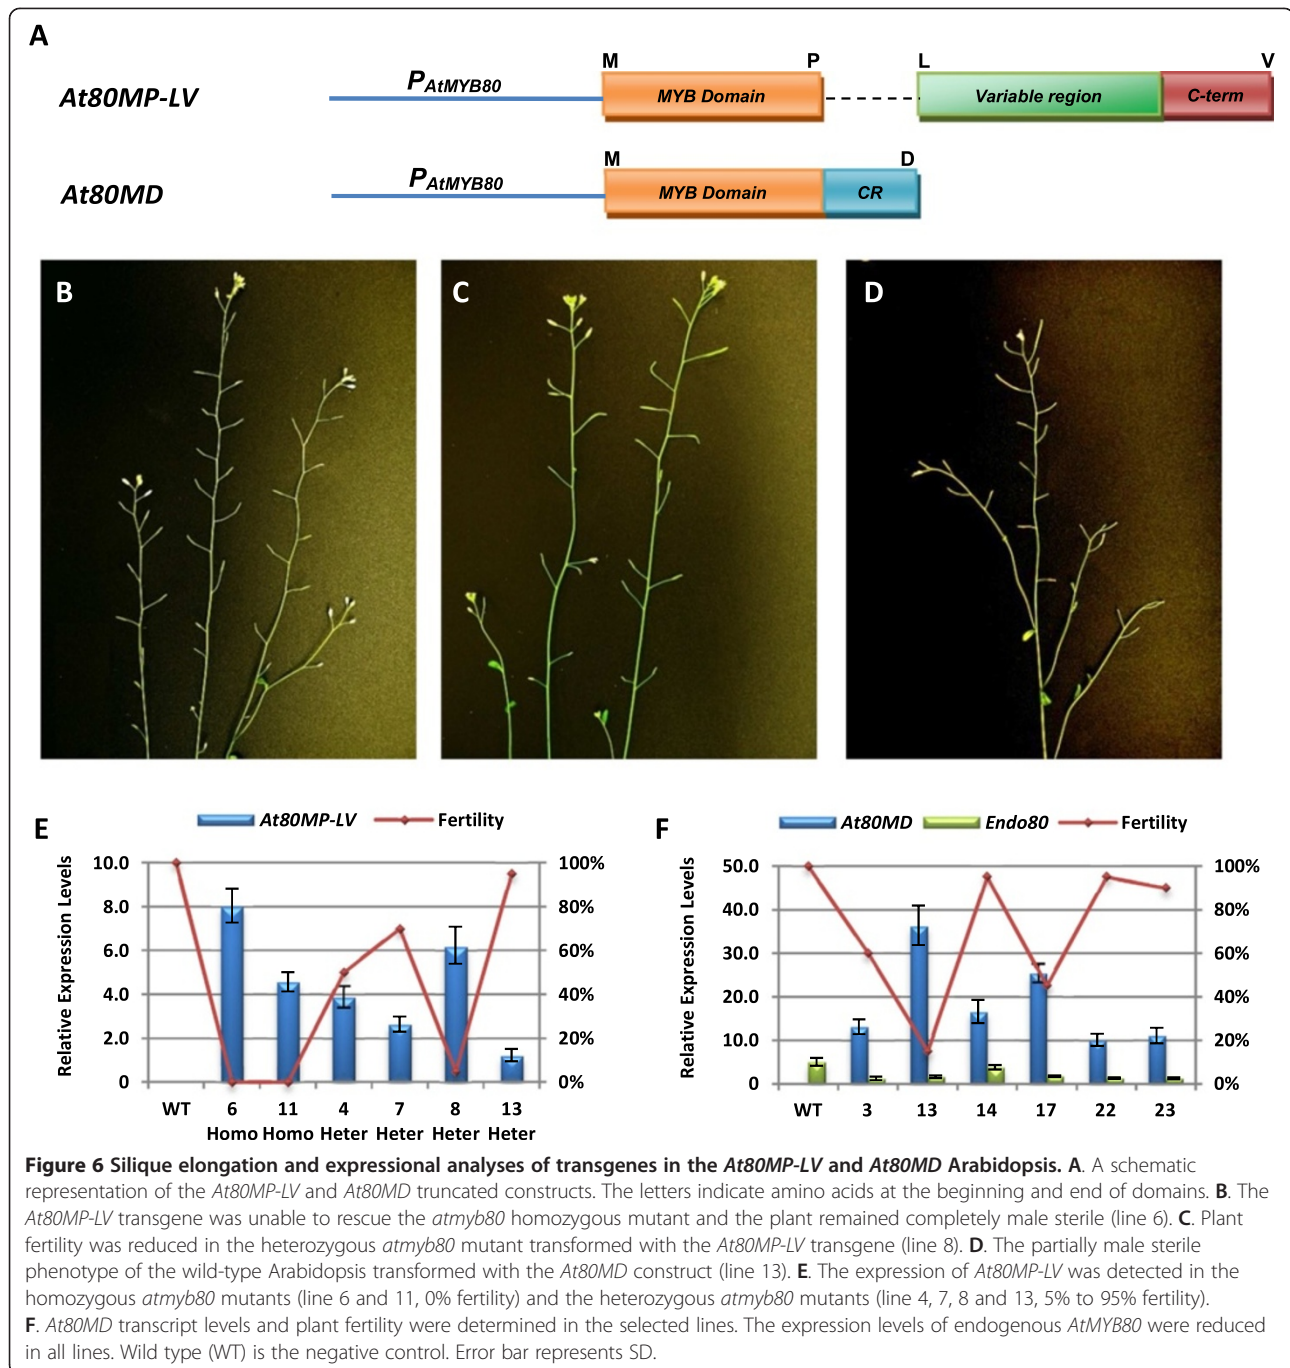 A
At80MP-LV
P AtMYB80
M
P
L
V
MYB Domain
Variable region
C-term
At80MD
P AtMYB80
M
D
MYB Domain
CR
B
C
D
E
At80MP-LV
Fertility
Relative Expression Levels
10.0
8.0
6.0
4.0
2.0
0
100%
80%
60%
40%
20%
0%
WT 6 11 4 7 8 13
Homo Homo Heter Heter Heter Heter
F
At80MD
Endo80
Fertility
Relative Expression Levels
50.0
40.0
30.0
20.0
10.0
0
100%
80%
60%
40%
20%
0%
WT 3 13 14 17 22 23
Figure 6 Silique elongation and expressional analyses of transgenes in the At80MP-LV and At80MD Arabidopsis. A. A schematic
representation of the At80MP-LV and At80MD truncated constructs. The letters indicate amino acids at the beginning and end of domains. B. The
At80MP-LV transgene was unable to rescue the atmyb80 homozygous mutant and the plant remained completely male sterile (line 6). C. Plant
fertility was reduced in the heterozygous atmyb80 mutant transformed with the At80MP-LV transgene (line 8). D. The partially male sterile
phenotype of the wild-type Arabidopsis transformed with the At80MD construct (line 13). E. The expression of At80MP-LV was detected in the
homozygous atmyb80 mutants (line 6 and 11, 0% fertility) and the heterozygous atmyb80 mutants (line 4, 7, 8 and 13, 5% to 95% fertility).
F. At80MD transcript levels and plant fertility were determined in the selected lines. The expression levels of endogenous AtMYB80 were reduced
in all lines. Wild type (WT) is the negative control. Error bar represents SD.